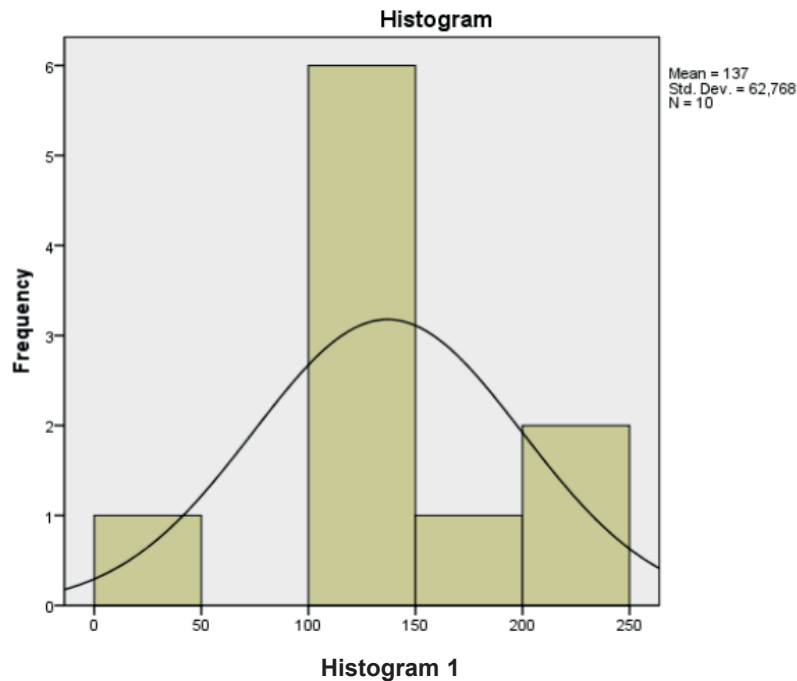 Histogram
Mean = 137
Std. Dev. = 62,768
N = 10
Frequency
6
5
4
3
2
1
0
0 50 100 150 200 250
Histogram 1